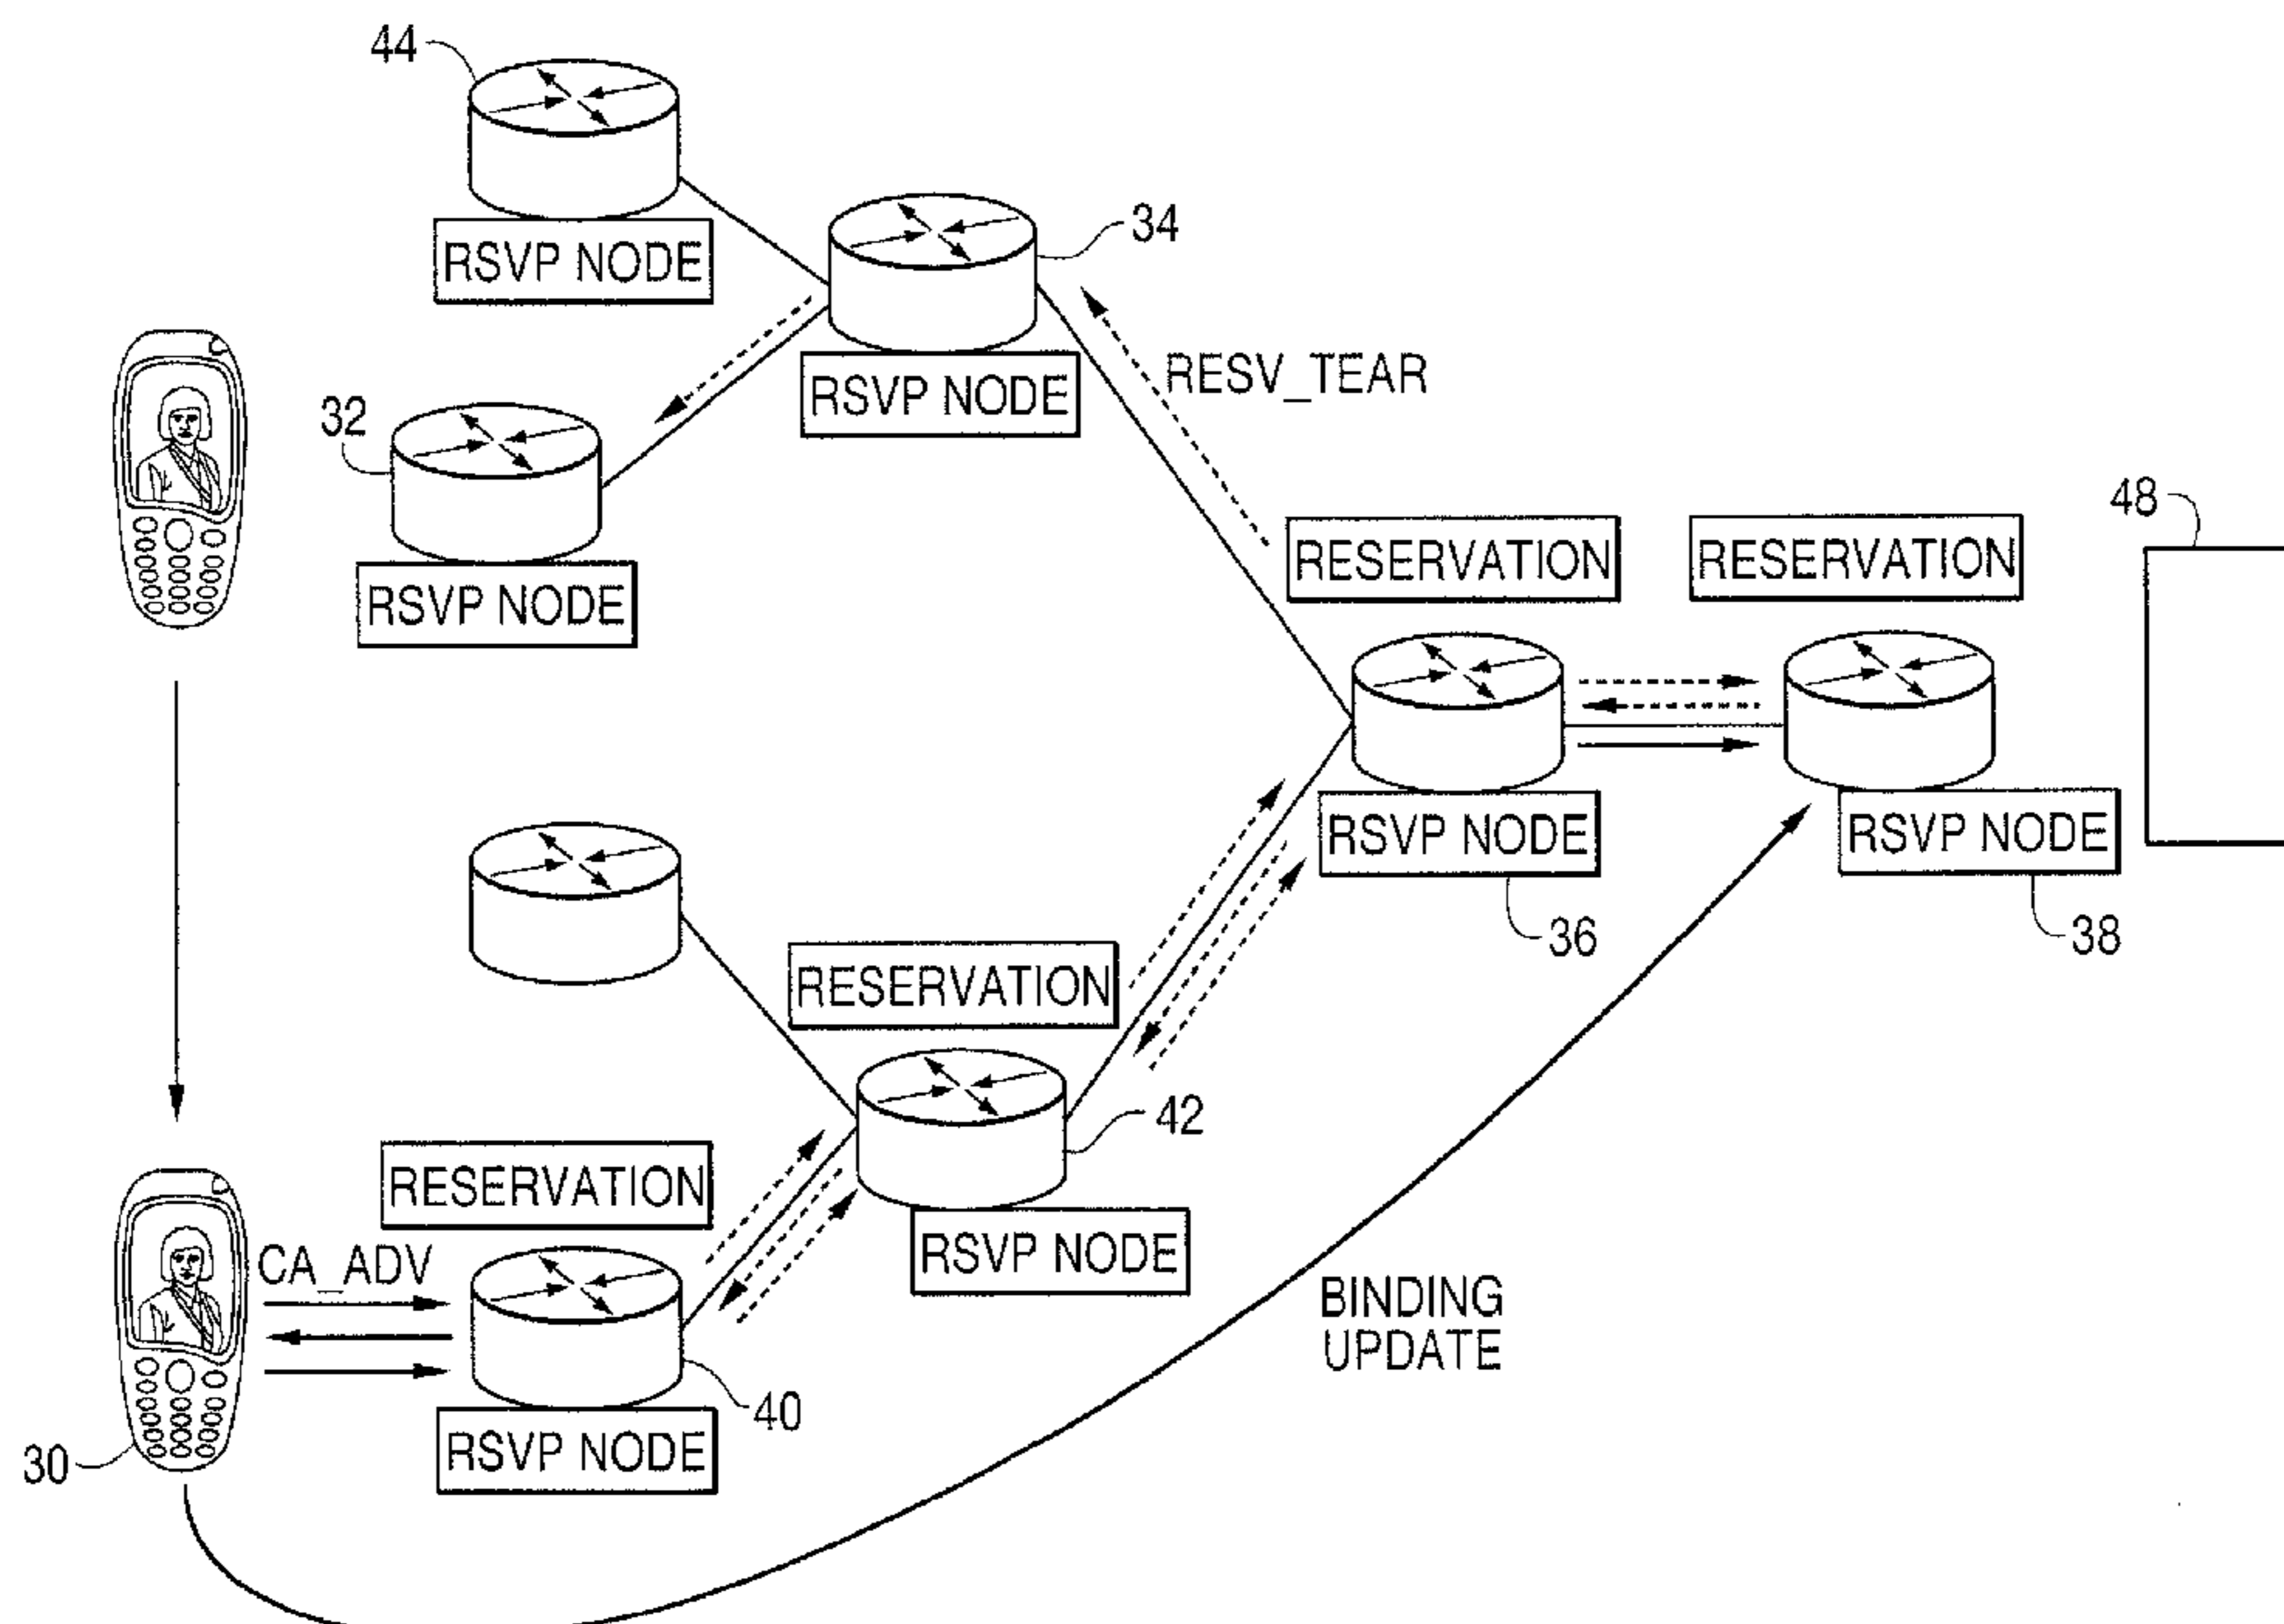 44
RSVP NODE
34
RSVP NODE
RESV_TEAR
32
RSVP NODE
48
RESERVATION
RESERVATION
RSVP NODE
RSVP NODE
36
38
RESERVATION
42
RSVP NODE
RESERVATION
CA_ADV
40
RSVP NODE
30
BINDING
UPDATE